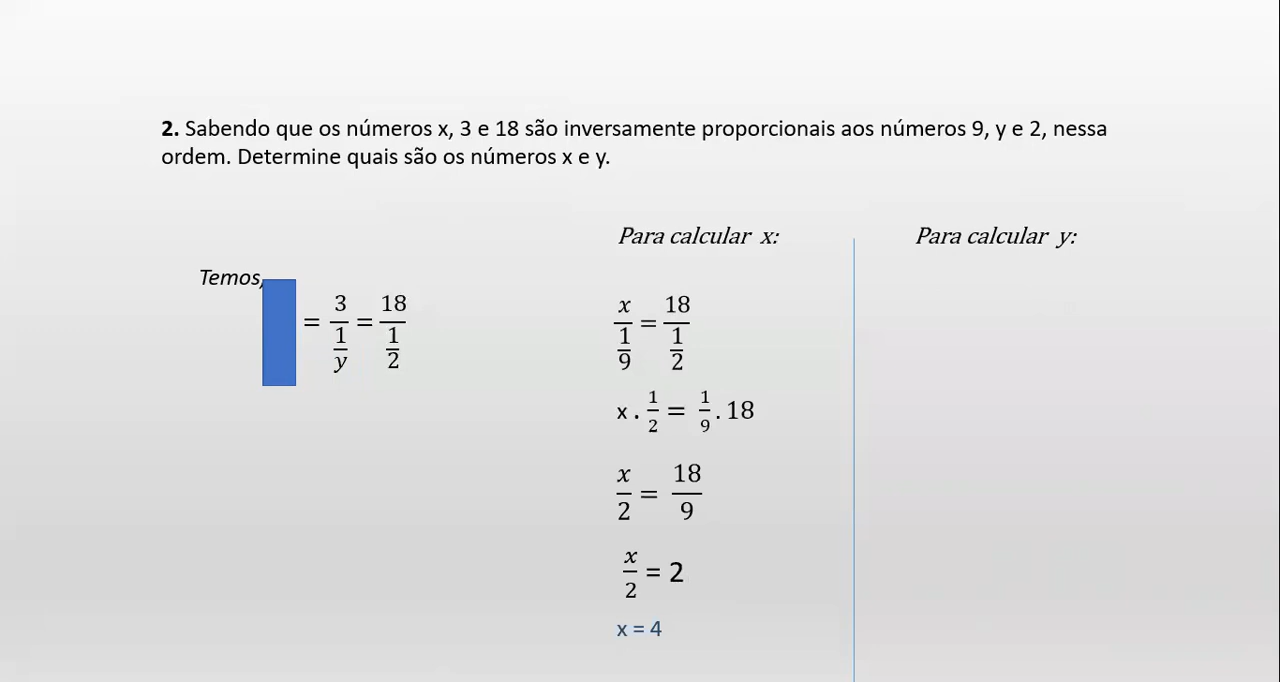 2. Sabendo que os números x, 3 e 18 são inversamente proporcionais aos números 9, y e 2, nessa
ordem. Determine quais são os números x e y.
Temos,
= 3/(1/y) = 18/(1/2)
Para calcular x:
x/(1/9) = 18/(1/2)
x . 1/2 = 1/9 . 18
x/2 = 18/9
x/2 = 2
x = 4
Para calcular y: